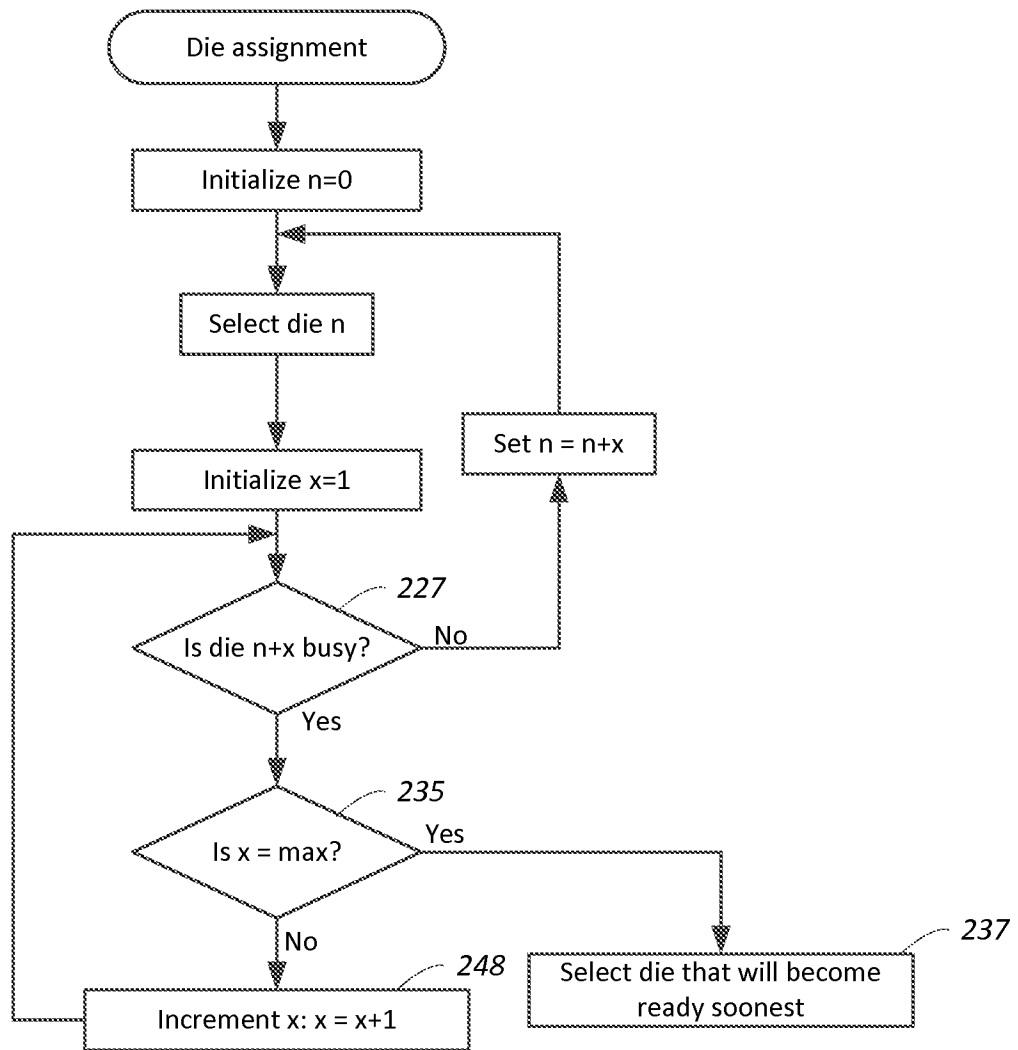 Die assignment
Initialize n=0
Select die n
Set n = n+x
Initialize x=1
227
Is die n+x busy?
No
Yes
235
Is x = max?
Yes
No
237
Select die that will become
ready soonest
248
Increment x: x = x+1